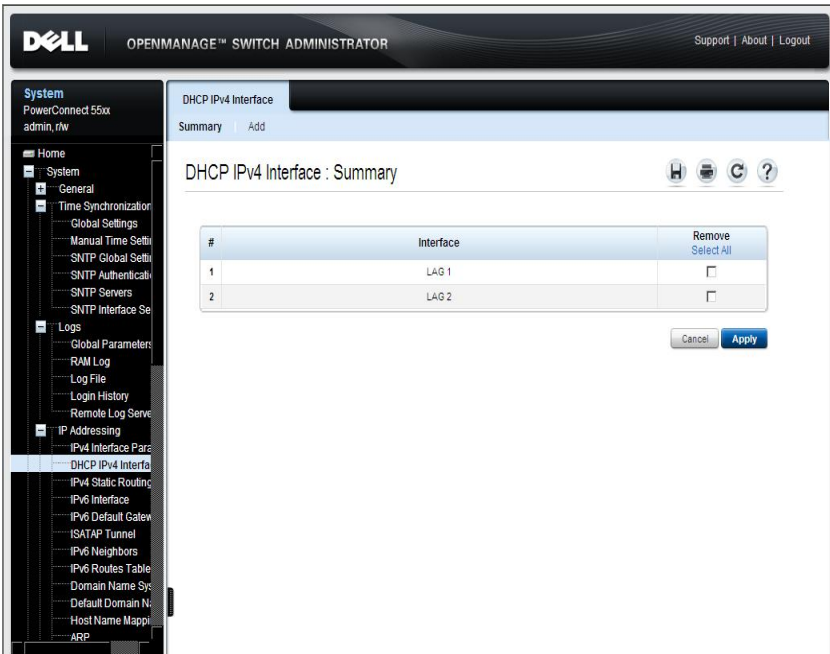 DELL OPENMANAGE™ SWITCH ADMINISTRATOR Support | About | Logout
System
PowerConnect 55xx
admin, r/w
Home
System
General
Time Synchronization
Global Settings
Manual Time Settin
SNTP Global Settin
SNTP Authenticati
SNTP Servers
SNTP Interface Se
Logs
Global Parameters
RAM Log
Log File
Login History
Remote Log Serve
IP Addressing
IPv4 Interface Para
DHCP IPv4 Interfa
IPv4 Static Routing
IPv6 Interface
IPv6 Default Gatew
ISATAP Tunnel
IPv6 Neighbors
IPv6 Routes Table
Domain Name Sys
Default Domain Na
Host Name Mappi
ARP
DHCP IPv4 Interface
Summary Add
DHCP IPv4 Interface : Summary
# Interface Remove
Select All
1 LAG 1
2 LAG 2
Cancel Apply